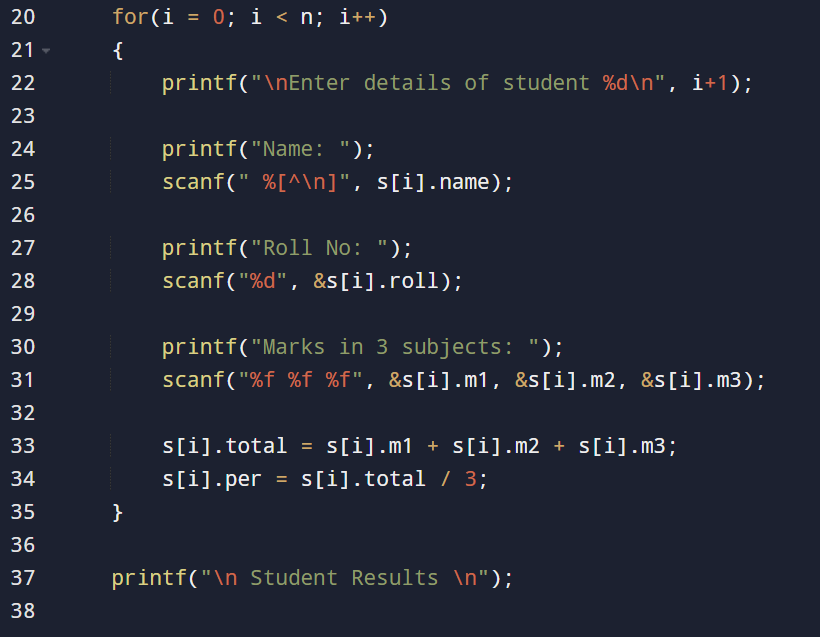 20 for(i = 0; i < n; i++)
21 {
22 printf("\nEnter details of student %d\n", i+1);
23
24 printf("Name: ");
25 scanf(" %[^\n]", s[i].name);
26
27 printf("Roll No: ");
28 scanf("%d", &s[i].roll);
29
30 printf("Marks in 3 subjects: ");
31 scanf("%f %f %f", &s[i].m1, &s[i].m2, &s[i].m3);
32
33 s[i].total = s[i].m1 + s[i].m2 + s[i].m3;
34 s[i].per = s[i].total / 3;
35 }
36
37 printf("\n Student Results \n");
38